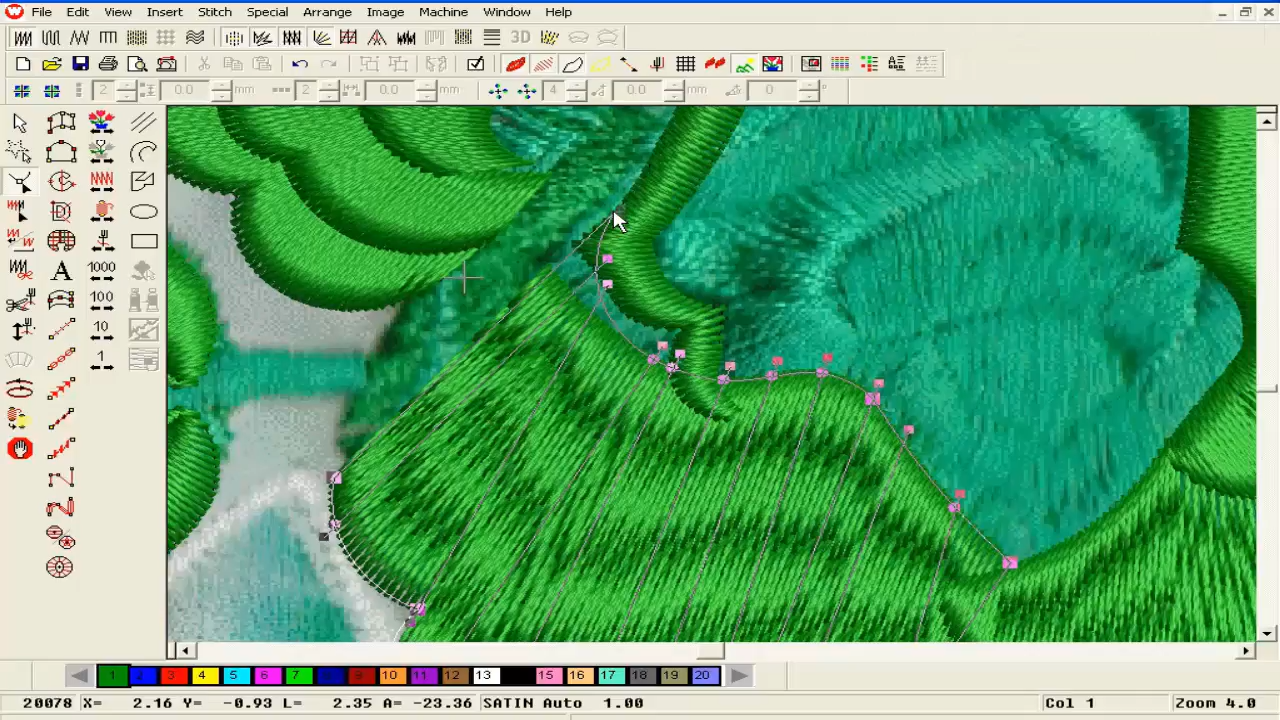 File Edit View Insert Stitch Special Arrange Image Machine Window Help
3D
2 0.0 mm 2 0.0 mm 4 0.0 mm 0 °
A 1000
100
10
1
1 2 3 4 5 6 7 8 9 10 11 12 13 15 16 17 18 19 20
20078 X= 2.16 Y= -0.93 L= 2.35 A= -23.36 SATIN Auto 1.00 Col 1 Zoom 4.0